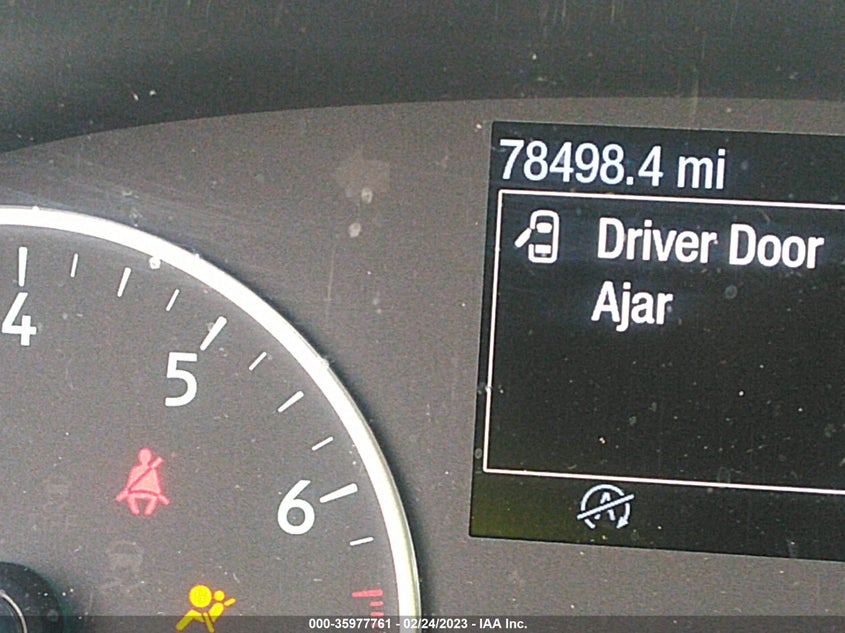 78498.4 mi
Driver Door
Ajar
4
5
6
A
000-35977761 - 02/24/2023 - IAA Inc.